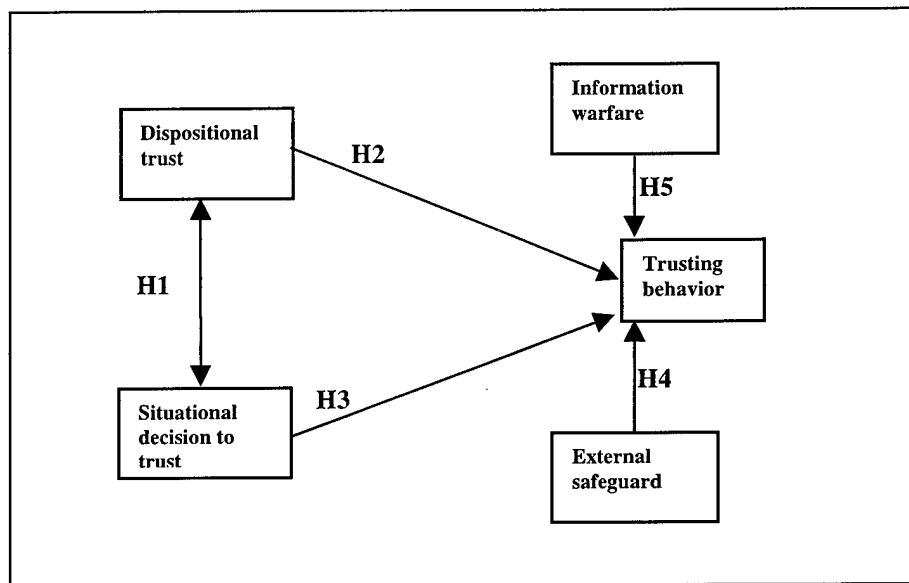 Information
warfare
Dispositional
trust
H2
H5
Trusting
behavior
H1
H3
H4
Situational
decision to
trust
External
safeguard